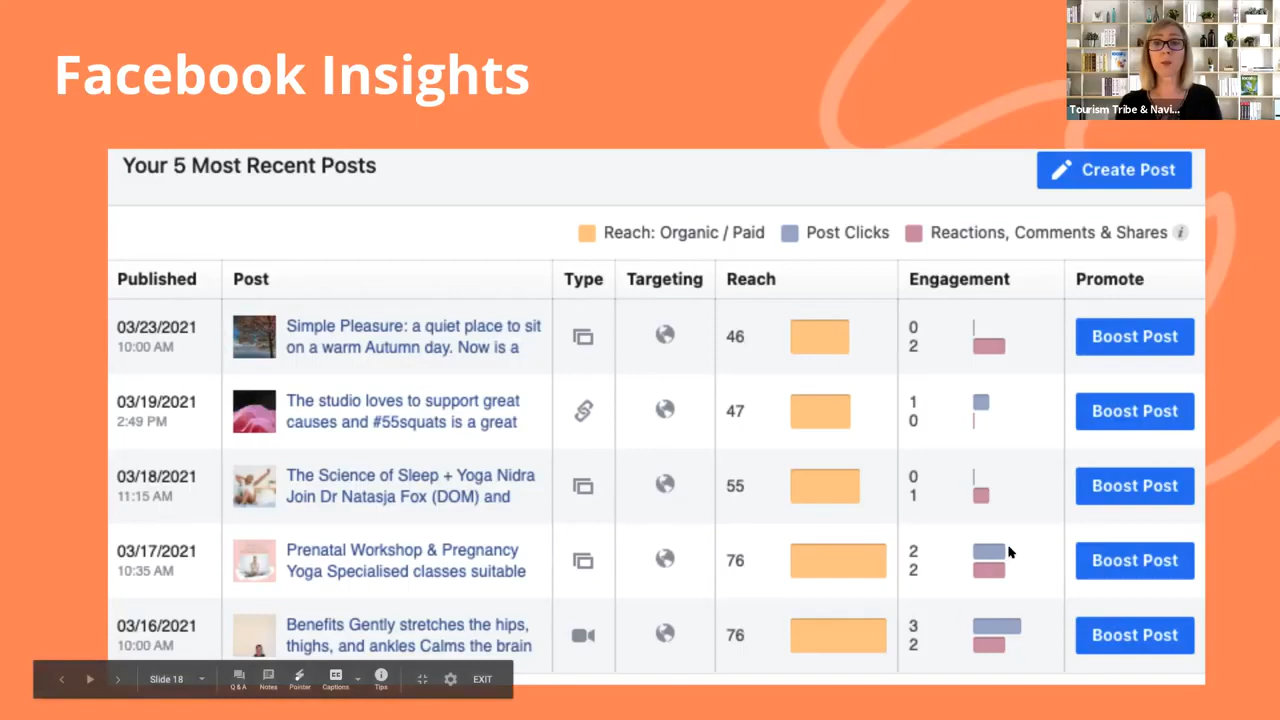 Facebook Insights
Tourism Tribe & Navi...
Your 5 Most Recent Posts
Create Post
Reach: Organic / Paid Post Clicks Reactions, Comments & Shares i
Published Post Type Targeting Reach Engagement Promote
03/23/2021
10:00 AM
Simple Pleasure: a quiet place to sit
on a warm Autumn day. Now is a
46
0
2
Boost Post
03/19/2021
2:49 PM
The studio loves to support great
causes and #55squats is a great
47
1
0
Boost Post
03/18/2021
11:15 AM
The Science of Sleep + Yoga Nidra
Join Dr Natasja Fox (DOM) and
55
0
1
Boost Post
03/17/2021
10:35 AM
Prenatal Workshop & Pregnancy
Yoga Specialised classes suitable
76
2
2
Boost Post
03/16/2021
10:00 AM
Benefits Gently stretches the hips,
thighs, and ankles Calms the brain
76
3
2
Boost Post
Slide 18
Q & A Notes Pointer Captions Tips
EXIT